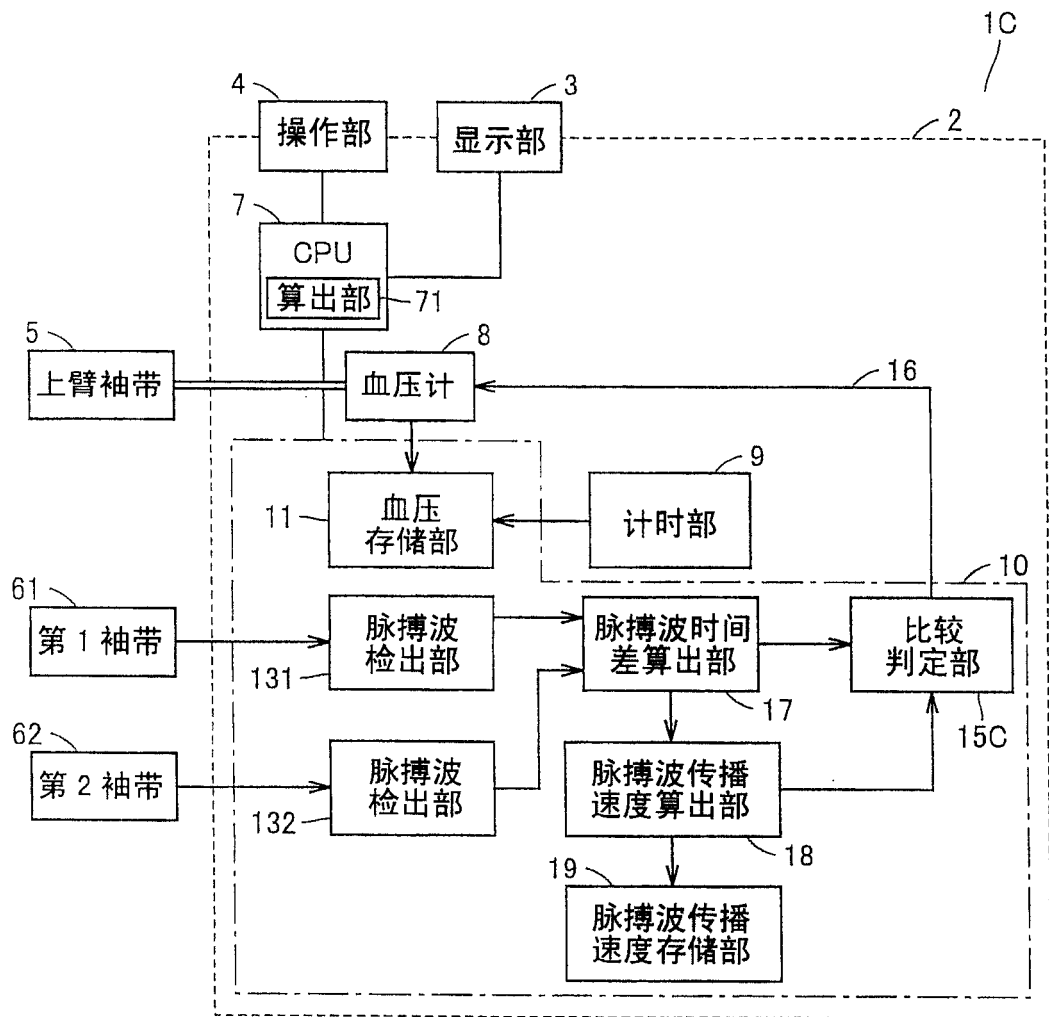 1C
4
3
2
操作部
显示部
7
CPU
算出部
71
5
8
上臂袖带
血压计
16
9
11
血压
存储部
计时部
10
61
第1袖带
脉搏波
检出部
131
脉搏波时间
差算出部
17
比较
判定部
15C
62
第2袖带
脉搏波
检出部
132
脉搏波传播
速度算出部
18
19
脉搏波传播
速度存储部